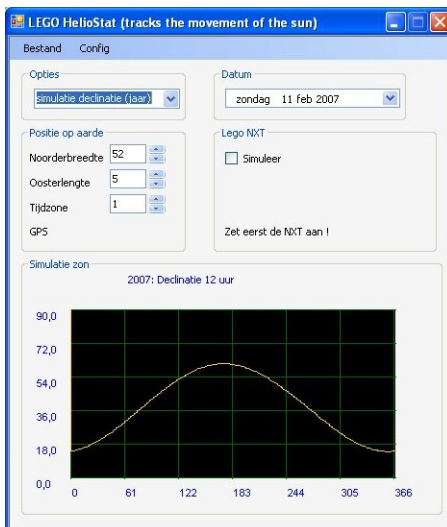 LEGO HelioStat (tracks the movement of the sun)
Bestand Config
Opties
simulatie declinatie (jaar)
Datum
zondag 11 feb 2007
Positie op aarde
Noorderbreedte 52
Oosterlengte 5
Tijdzone 1
GPS
Lego NXT
Simuleer
Zet eerst de NXT aan !
Simulatie zon
2007: Declinatie 12 uur
90,0
72,0
54,0
36,0
18,0
0,0
0 61 122 183 244 305 366